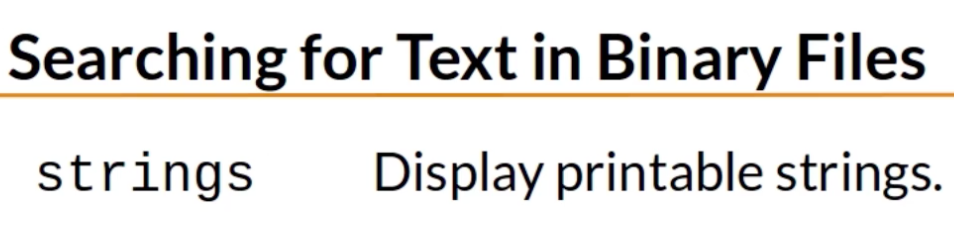 Searching for Text in Binary Files
strings Display printable strings.